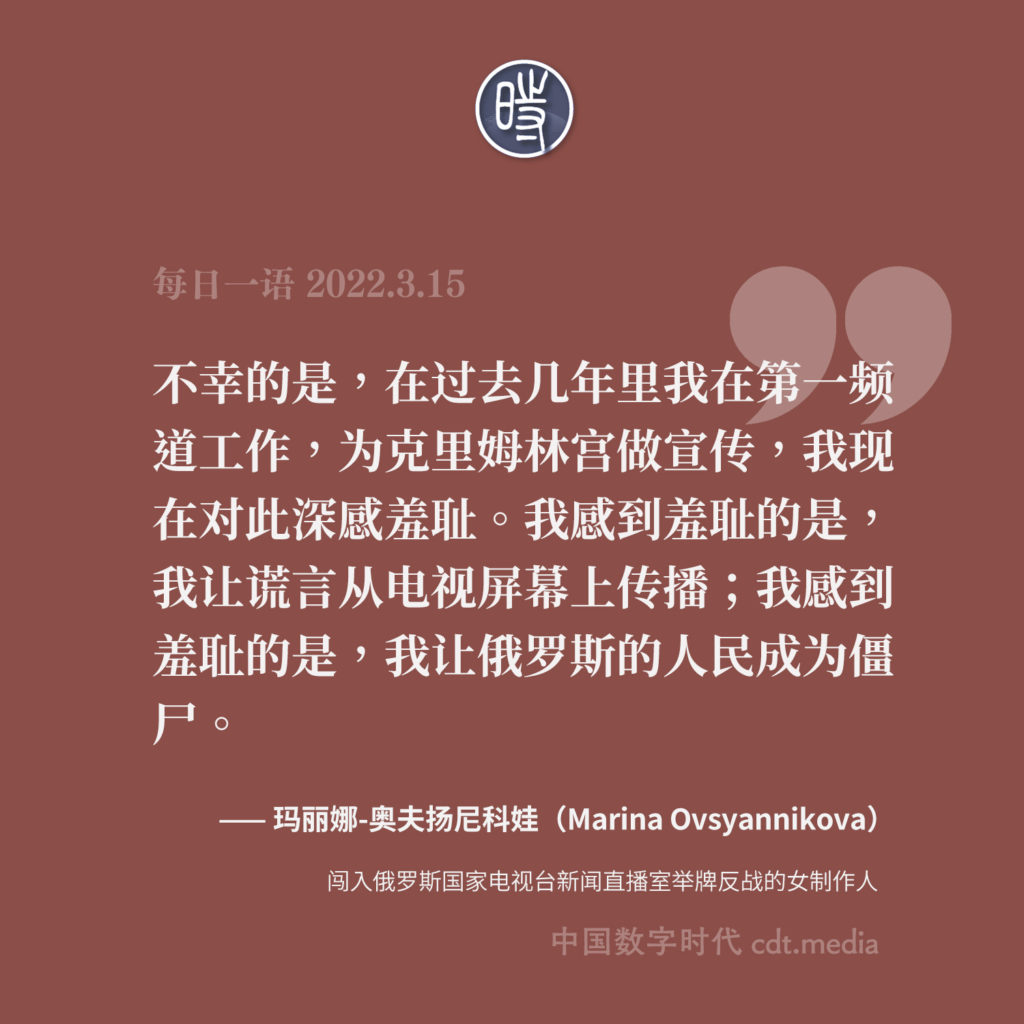 時
每日一语 2022.3.15
不幸的是，在过去几年里我在第一频
道工作，为克里姆林宫做宣传，我现
在对此深感羞耻。我感到羞耻的是，
我让谎言从电视屏幕上传播；我感到
羞耻的是，我让俄罗斯的人民成为僵
尸。
—— 玛丽娜-奥夫扬尼科娃（Marina Ovsyannikova）
闯入俄罗斯国家电视台新闻直播室举牌反战的女制作人
中国数字时代 cdt.media